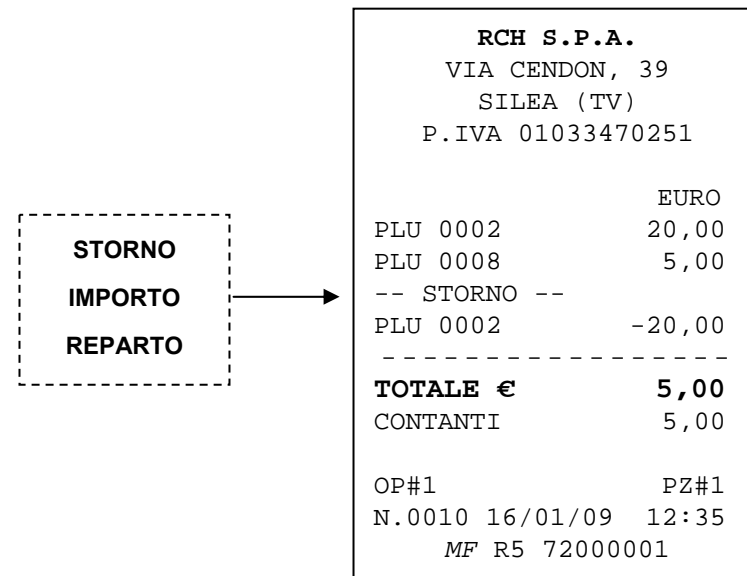 STORNO
IMPORTO
REPARTO
RCH S.P.A.
VIA CENDON, 39
SILEA (TV)
P.IVA 01033470251
EURO
PLU 0002 20,00
PLU 0008 5,00
-- STORNO --
PLU 0002 -20,00
- - - - - - - - - - - - - - - - -
TOTALE € 5,00
CONTANTI 5,00
OP#1 PZ#1
N.0010 16/01/09 12:35
MF R5 72000001